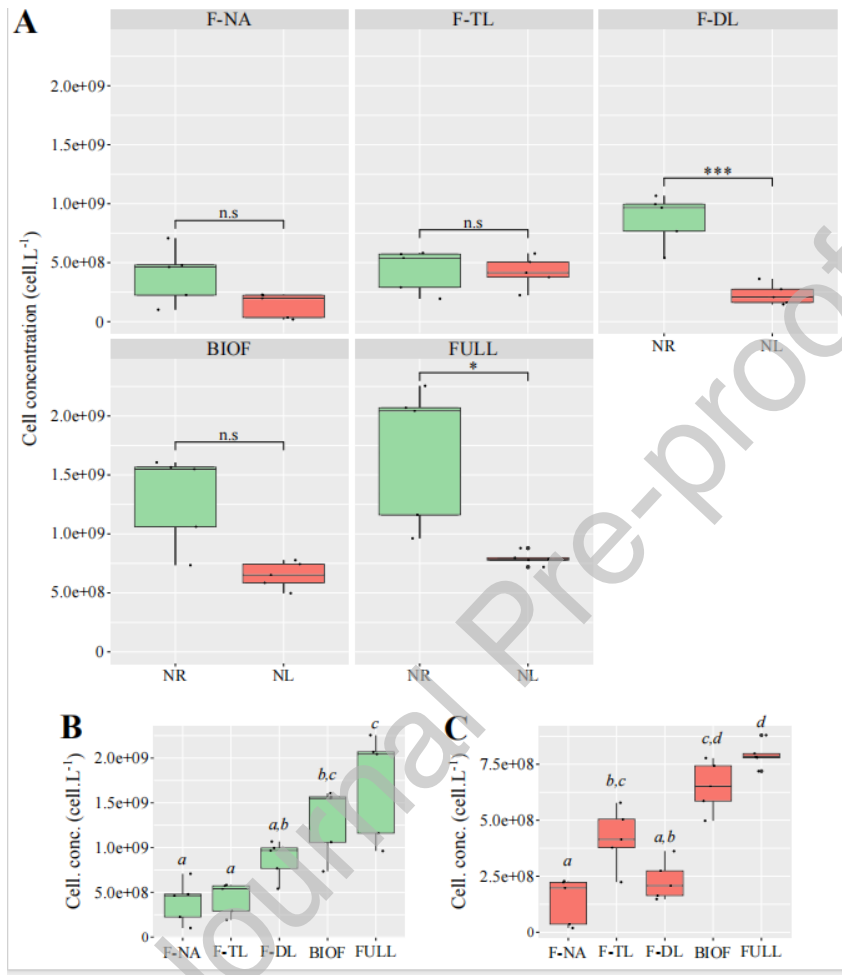 A
F-NA F-TL F-DL
2.0e+09
1.5e+09
1.0e+09
5.0e+08
0
n.s
n.s
***
NR NL
BIOF FULL
Cell concentration (cell.L⁻¹)
2.0e+09
1.5e+09
1.0e+09
5.0e+08
0
n.s
*
NR NL NR NL
B
Cell. conc. (cell.L⁻¹)
2.0e+09
1.5e+09
1.0e+09
5.0e+08
0
a
a
a,b
b,c
c
F-NA F-TL F-DL BIOF FULL
C
Cell. conc. (cell.L⁻¹)
7.5e+08
5.0e+08
2.5e+08
0
a
b,c
a,b
c,d
d
F-NA F-TL F-DL BIOF FULL
Journal Pre-proof